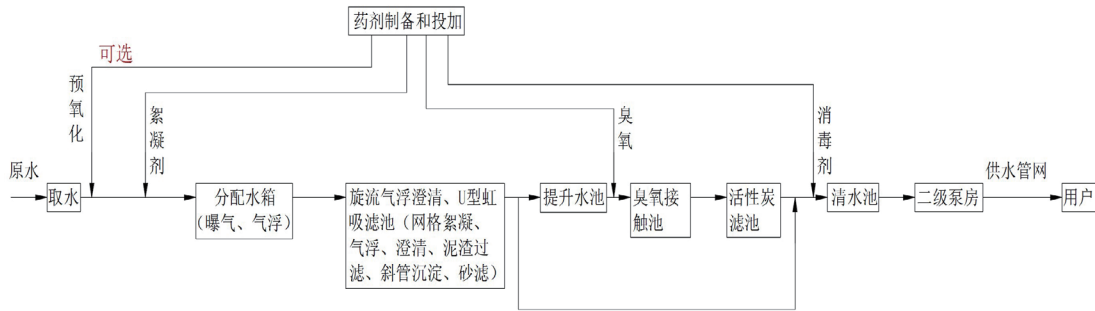 药剂制备和投加
可选
预氧化
絮凝剂
臭氧
消毒剂
原水
取水
分配水箱
(曝气、气浮)
旋流气浮澄清、U型虹
吸滤池（网格絮凝、
气浮、澄清、泥渣过
滤、斜管沉淀、砂滤）
提升水池
臭氧接
触池
活性炭
滤池
清水池
二级泵房
供水管网
用户